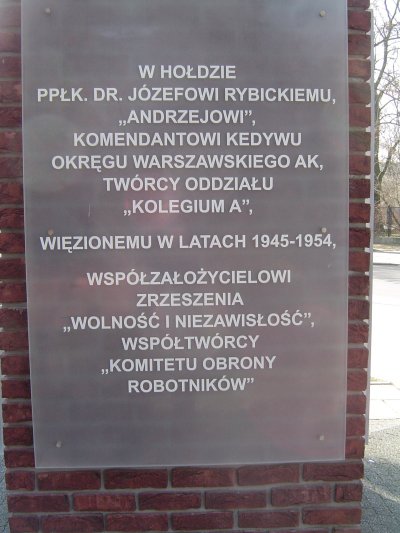 W HOŁDZIE
PPŁK. DR. JÓZEFOWI RYBICKIEMU,
„ANDRZEJOWI”,
KOMENDANTOWI KEDYWU
OKRĘGU WARSZAWSKIEGO AK,
TWÓRCY ODDZIAŁU
„KOLEGIUM A”,
WIĘZIONEMU W LATACH 1945-1954,
WSPÓŁZAŁOŻYCIELOWI
ZRZESZENIA
„WOLNOŚĆ I NIEZAWISŁOŚĆ”,
WSPÓŁTWÓRCY
„KOMITETU OBRONY
ROBOTNIKÓW”